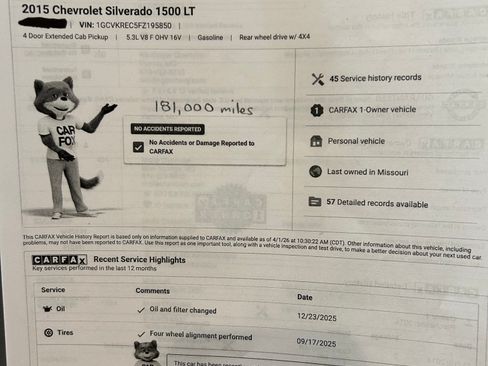 2015 Chevrolet Silverado 1500 LT
VIN: 1GCVKREC5FZ195850
4 Door Extended Cab Pickup | 5.3L V8 F OHV 16V | Gasoline | Rear wheel drive w/ 4X4
45 Service history records
181,000 miles
CARFAX 1-Owner vehicle
CAR
FOX
NO ACCIDENTS REPORTED
No Accidents or Damage Reported to
CARFAX
Personal vehicle
Last owned in Missouri
57 Detailed records available
This CARFAX Vehicle History Report is based only on information supplied to CARFAX and available as of 4/1/26 at 10:30:22 AM (CDT). Other information about this vehicle, including
problems, may not have been reported to CARFAX. Use this report as one important tool, along with a vehicle inspection and test drive, to make a better decision about your next used car.
CARFAX Recent Service Highlights
Key services performed in the last 12 months
Service Comments Date
Oil Oil and filter changed 12/23/2025
Tires Four wheel alignment performed 09/17/2025
CAR
This car has been